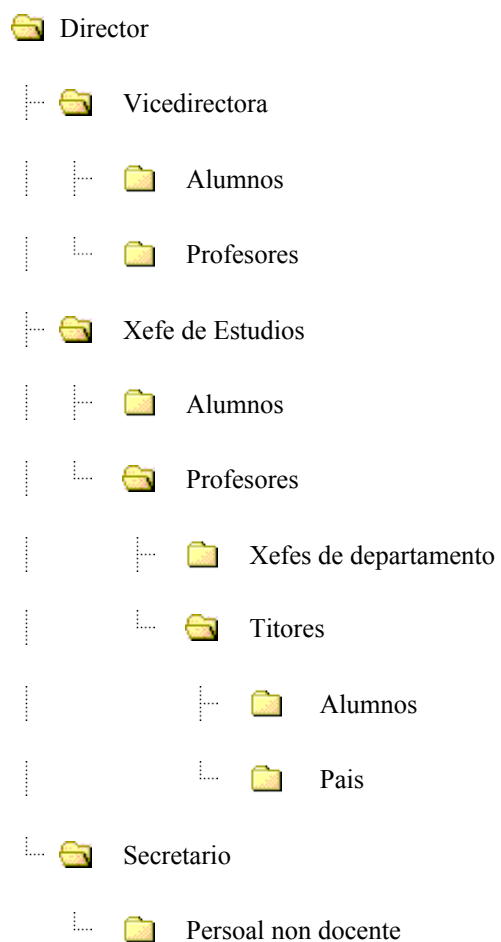 Director
Vicedirectora
Alumnos
Profesores
Xefe de Estudios
Alumnos
Profesores
Xefes de departamento
Titores
Alumnos
Pais
Secretario
Persoal non docente